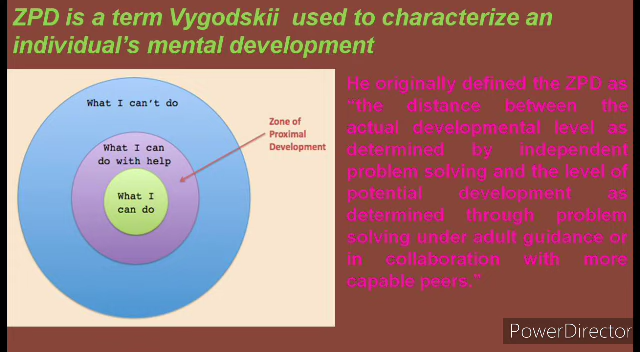 ZPD is a term Vygodskii used to characterize an
individual's mental development
What I can't do
What I can
do with help
What I
can do
Zone of
Proximal
Development
He originally defined the ZPD as
"the distance between the
actual developmental level as
determined by independent
problem solving and the level of
potential development as
determined through problem
solving under adult guidance or
in collaboration with more
capable peers."
PowerDirector